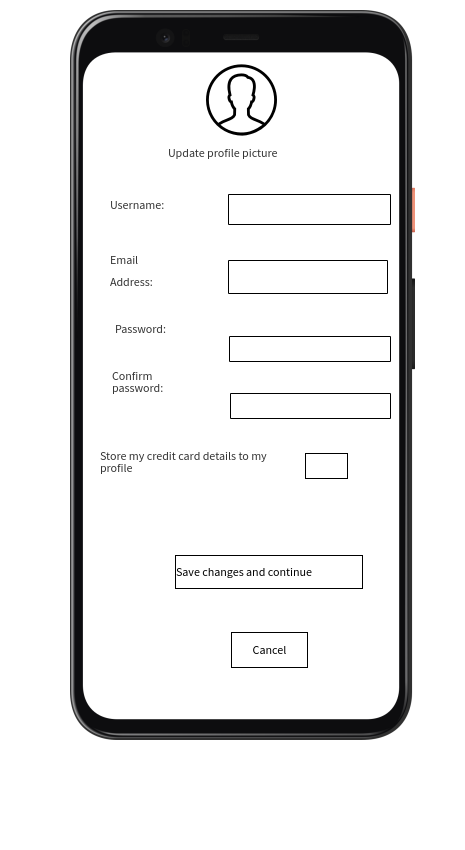 Update profile picture
Username:
Email
Address:
Password:
Confirm
password:
Store my credit card details to my
profile
Save changes and continue
Cancel